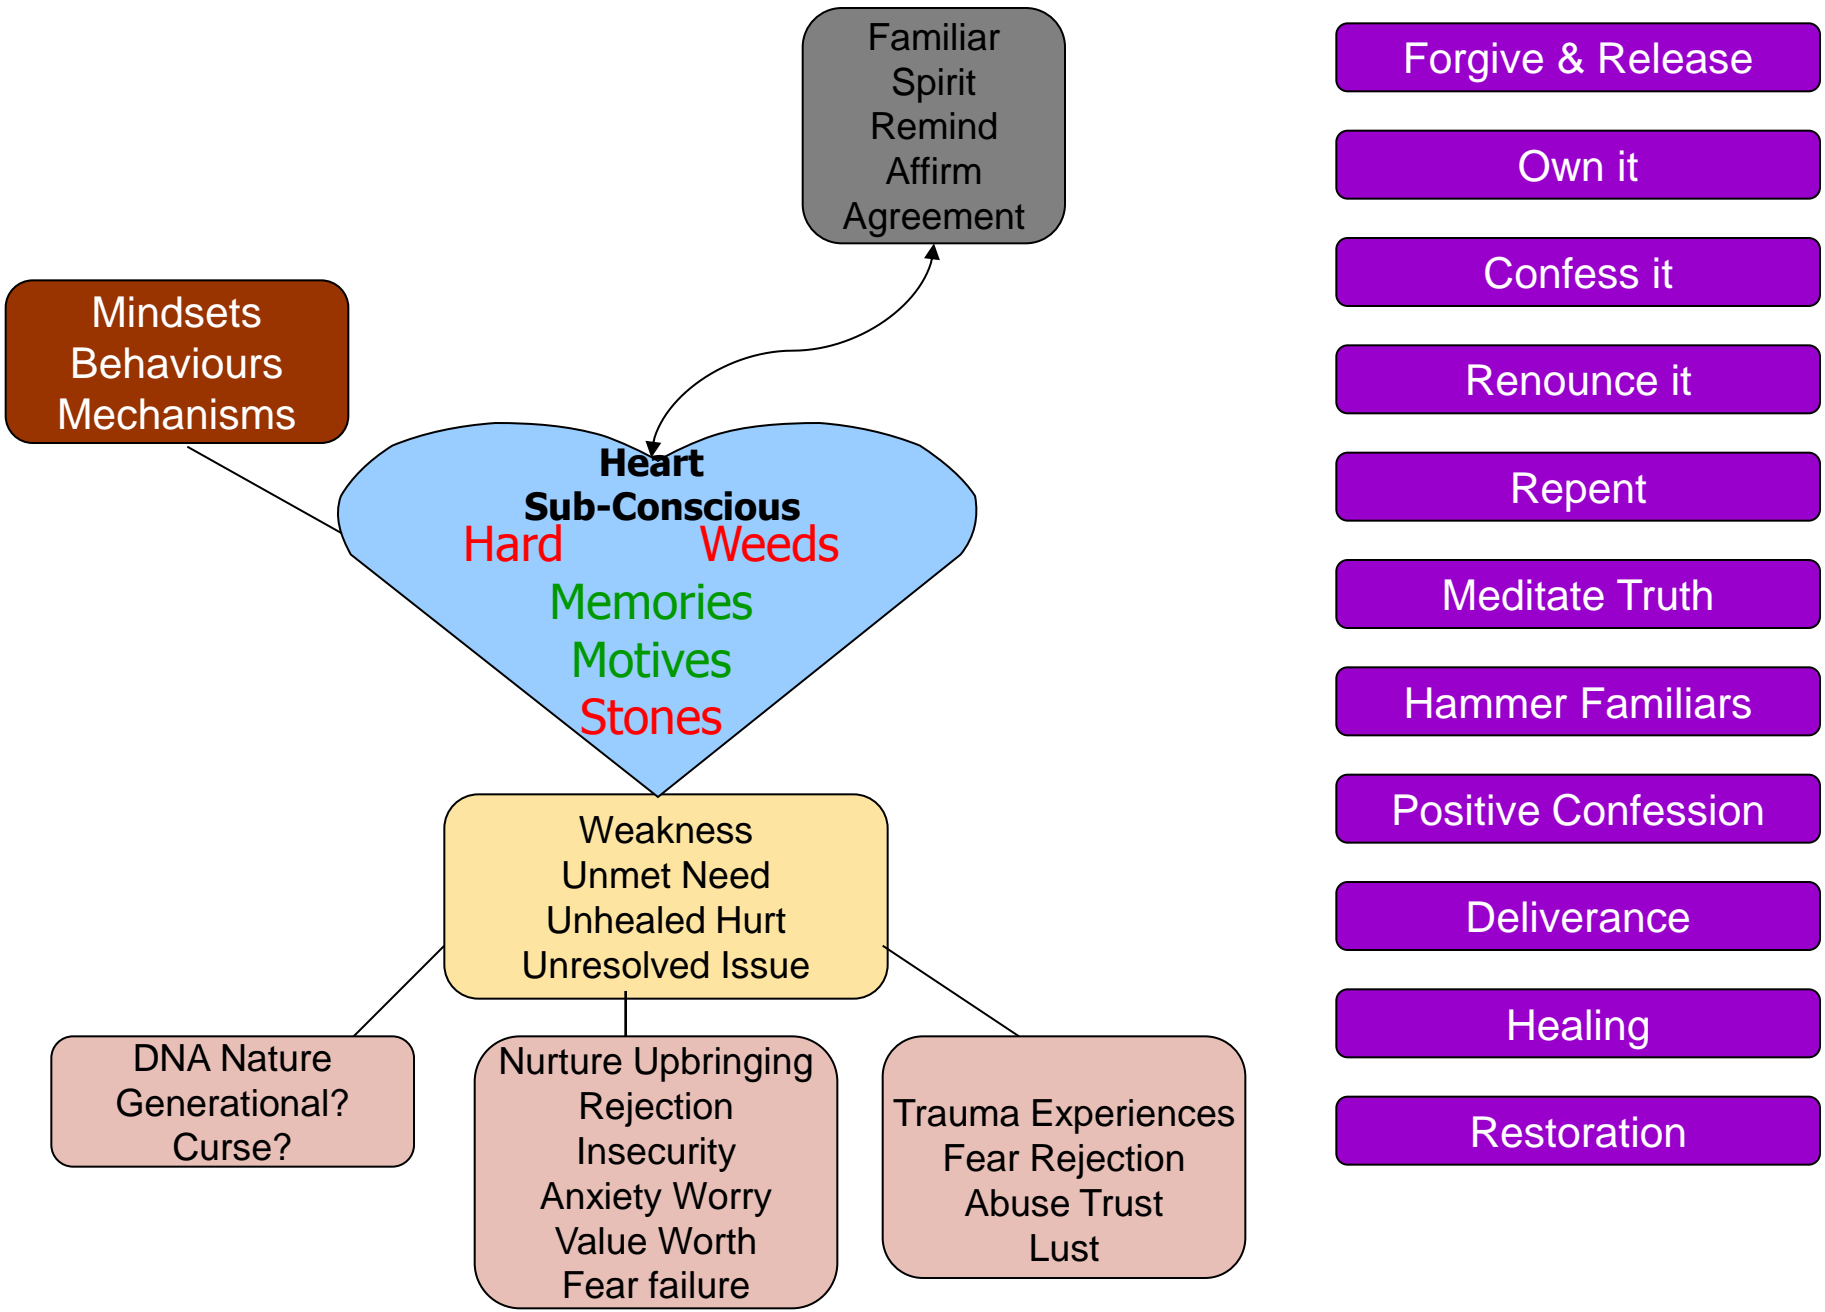 Familiar
Spirit
Remind
Affirm
Agreement
Mindsets
Behaviours
Mechanisms
Heart
Sub-Conscious
Hard Weeds
Memories
Motives
Stones
Weakness
Unmet Need
Unhealed Hurt
Unresolved Issue
DNA Nature
Generational?
Curse?
Nurture Upbringing
Rejection
Insecurity
Anxiety Worry
Value Worth
Fear failure
Trauma Experiences
Fear Rejection
Abuse Trust
Lust
Forgive & Release
Own it
Confess it
Renounce it
Repent
Meditate Truth
Hammer Familiars
Positive Confession
Deliverance
Healing
Restoration